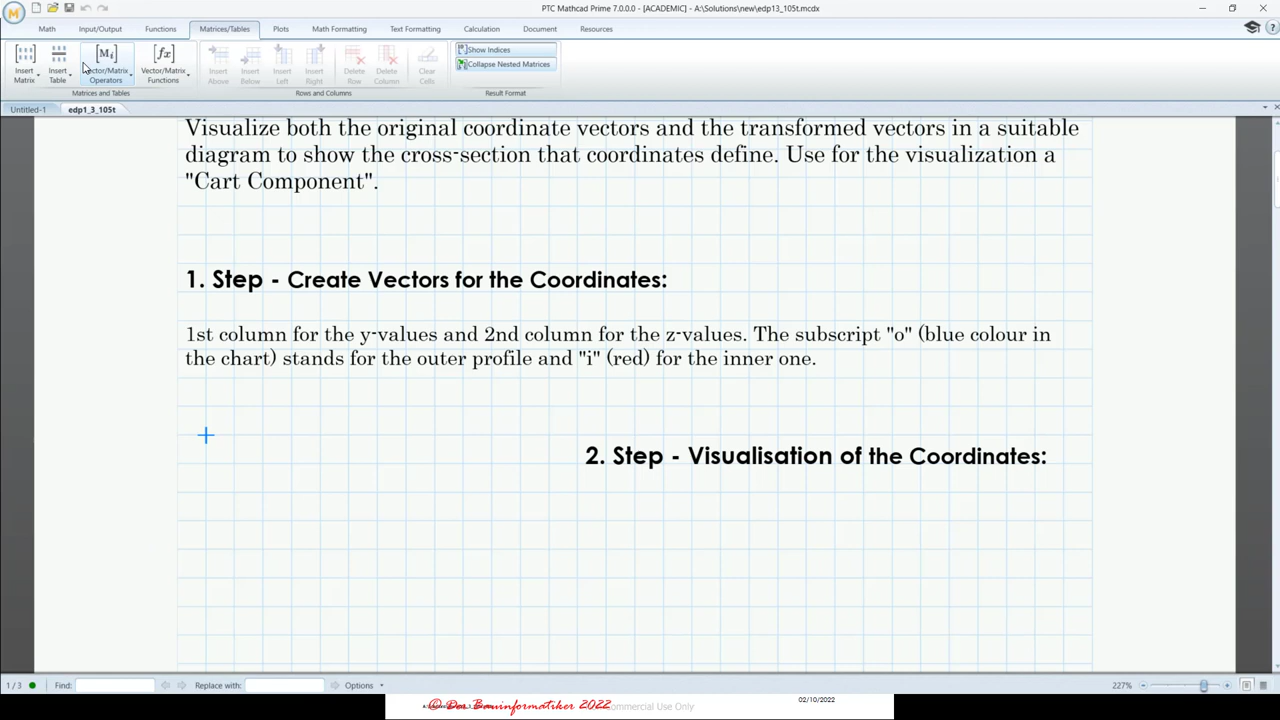 PTC Mathcad Prime 7.0.0.0 - [ACADEMIC] - A:\Solutions\new\edp13_105t.mcdx
Math Input/Output Functions Matrices/Tables Plots Math Formatting Text Formatting Calculation Document Resources
Insert Matrix
Insert Table
Vector/Matrix Operators
Vector/Matrix Functions
Insert Above
Insert Below
Insert Left
Insert Right
Delete Row
Delete Column
Clear Cells
Show Indices
Collapse Nested Matrices
Matrices and Tables Rows and Columns Result Format
Untitled-1 edp1_3_105t
Visualize both the original coordinate vectors and the transformed vectors in a suitable
diagram to show the cross-section that coordinates define. Use for the visualization a
"Cart Component".
1. Step - Create Vectors for the Coordinates:
1st column for the y-values and 2nd column for the z-values. The subscript "o" (blue colour in
the chart) stands for the outer profile and "i" (red) for the inner one.
2. Step - Visualisation of the Coordinates:
1 / 3 Find: Replace with: Options 227%
© Der Bauinformatiker 2022 Commercial Use Only 02/10/2022